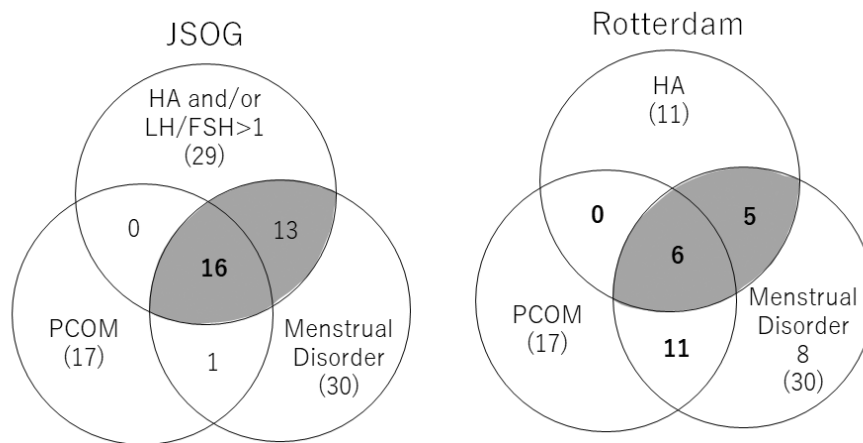 JSOG
HA and/or
LH/FSH>1
(29)
0
13
16
PCOM
(17)
1
Menstrual
Disorder
(30)
Rotterdam
HA
(11)
0
5
6
PCOM
(17)
11
Menstrual
Disorder
8
(30)